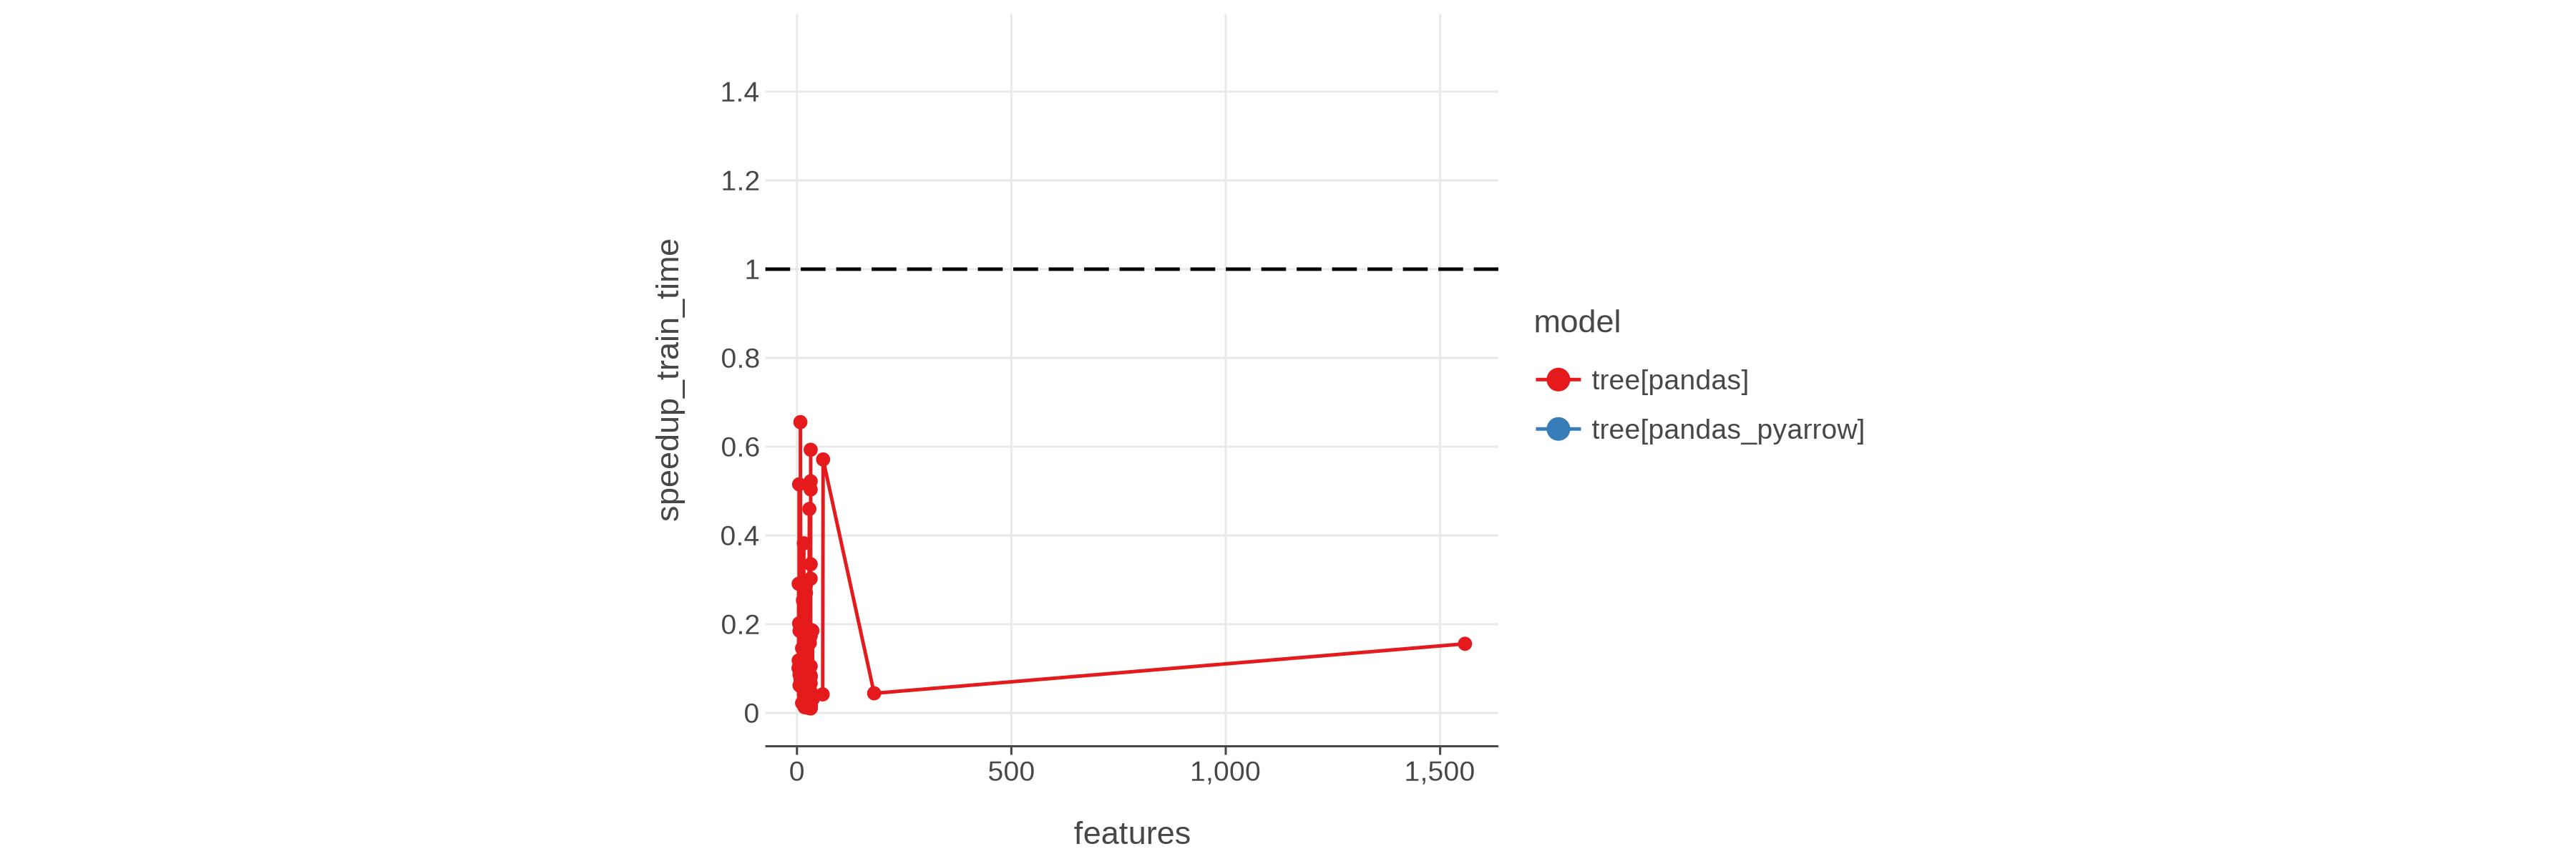 speedup_train_time
1.4
1.2
1
0.8
0.6
0.4
0.2
0
0
500
1,000
1,500
features
model
tree[pandas]
tree[pandas_pyarrow]